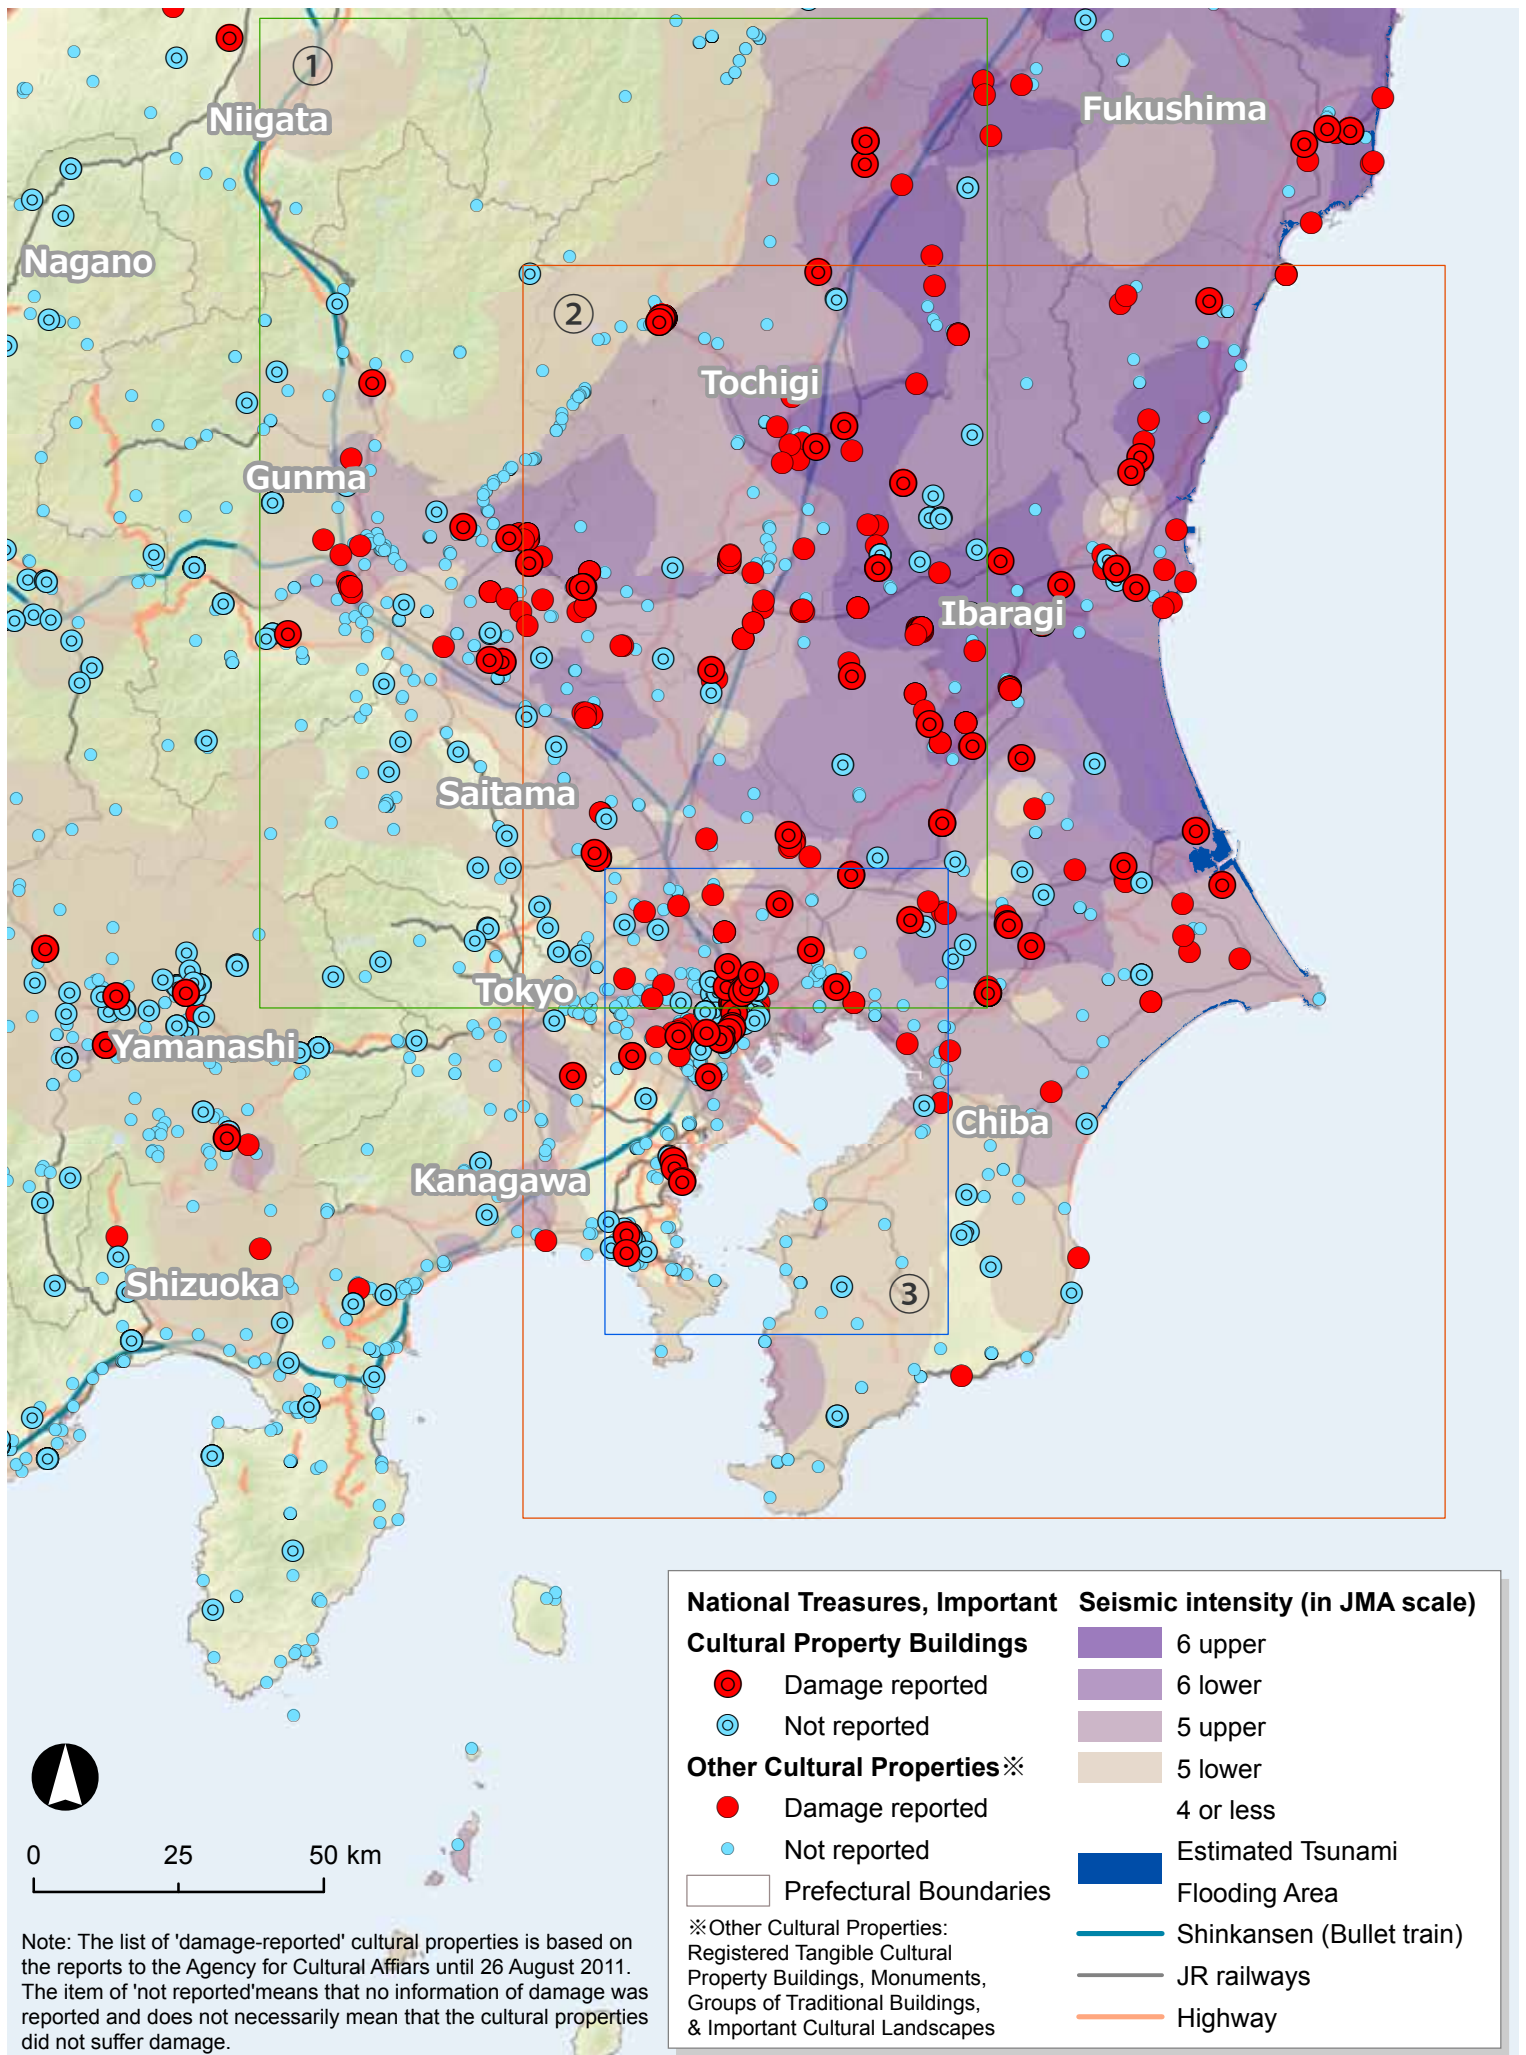 ①
Niigata
Fukushima
Nagano
②
Tochigi
Gunma
Ibaragi
Saitama
Tokyo
Yamanashi
Chiba
Kanagawa
Shizuoka
③
National Treasures, Important
Cultural Property Buildings
Damage reported
Not reported
Other Cultural Properties※
Damage reported
Not reported
Prefectural Boundaries
※Other Cultural Properties:
Registered Tangible Cultural
Property Buildings, Monuments,
Groups of Traditional Buildings,
& Important Cultural Landscapes
Seismic intensity (in JMA scale)
6 upper
6 lower
5 upper
5 lower
4 or less
Estimated Tsunami
Flooding Area
Shinkansen (Bullet train)
JR railways
Highway
0 25 50 km
Note: The list of 'damage-reported' cultural properties is based on
the reports to the Agency for Cultural Affiars until 26 August 2011.
The item of 'not reported'means that no information of damage was
reported and does not necessarily mean that the cultural properties
did not suffer damage.